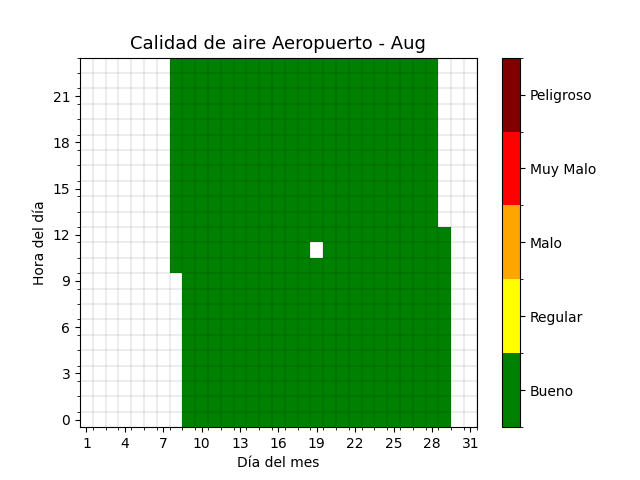 Calidad de aire Aeropuerto - Aug
Hora del día
21
18
15
12
9
6
3
0
1 4 7 10 13 16 19 22 25 28 31
Día del mes
Peligroso
Muy Malo
Malo
Regular
Bueno